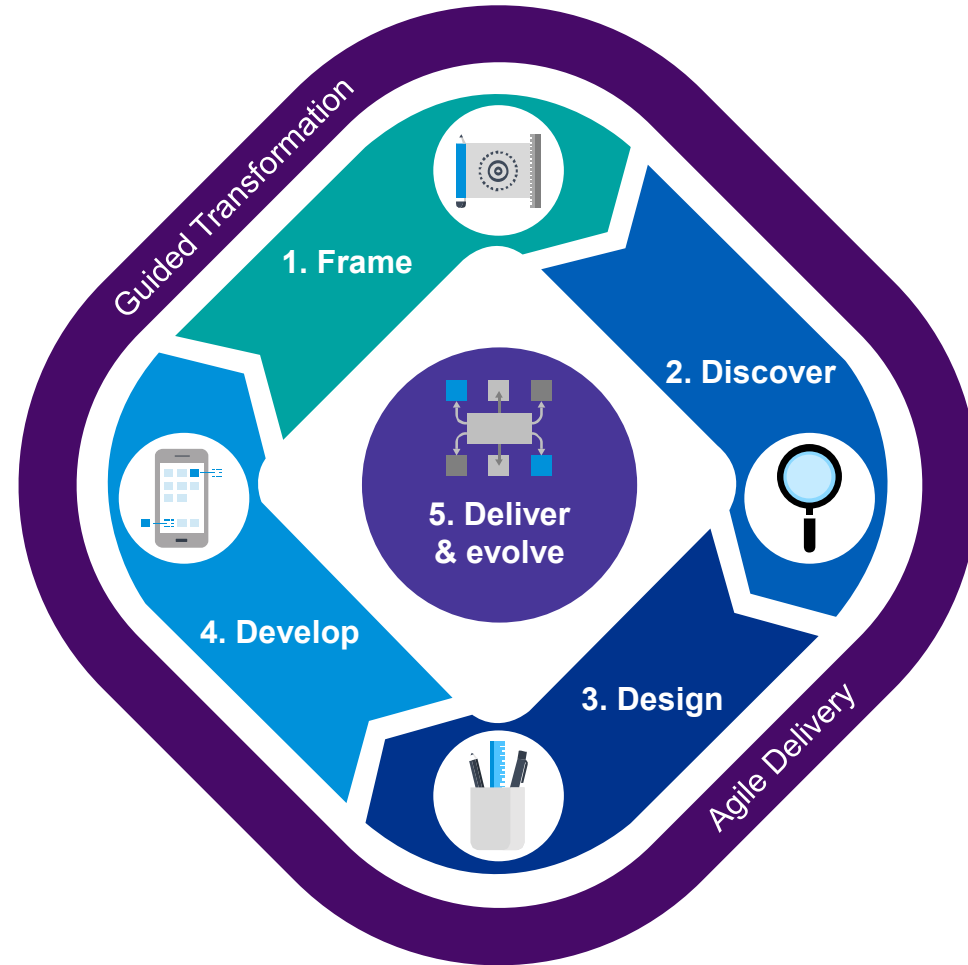 Guided Transformation
1. Frame
2. Discover
5. Deliver
& evolve
4. Develop
3. Design
Agile Delivery